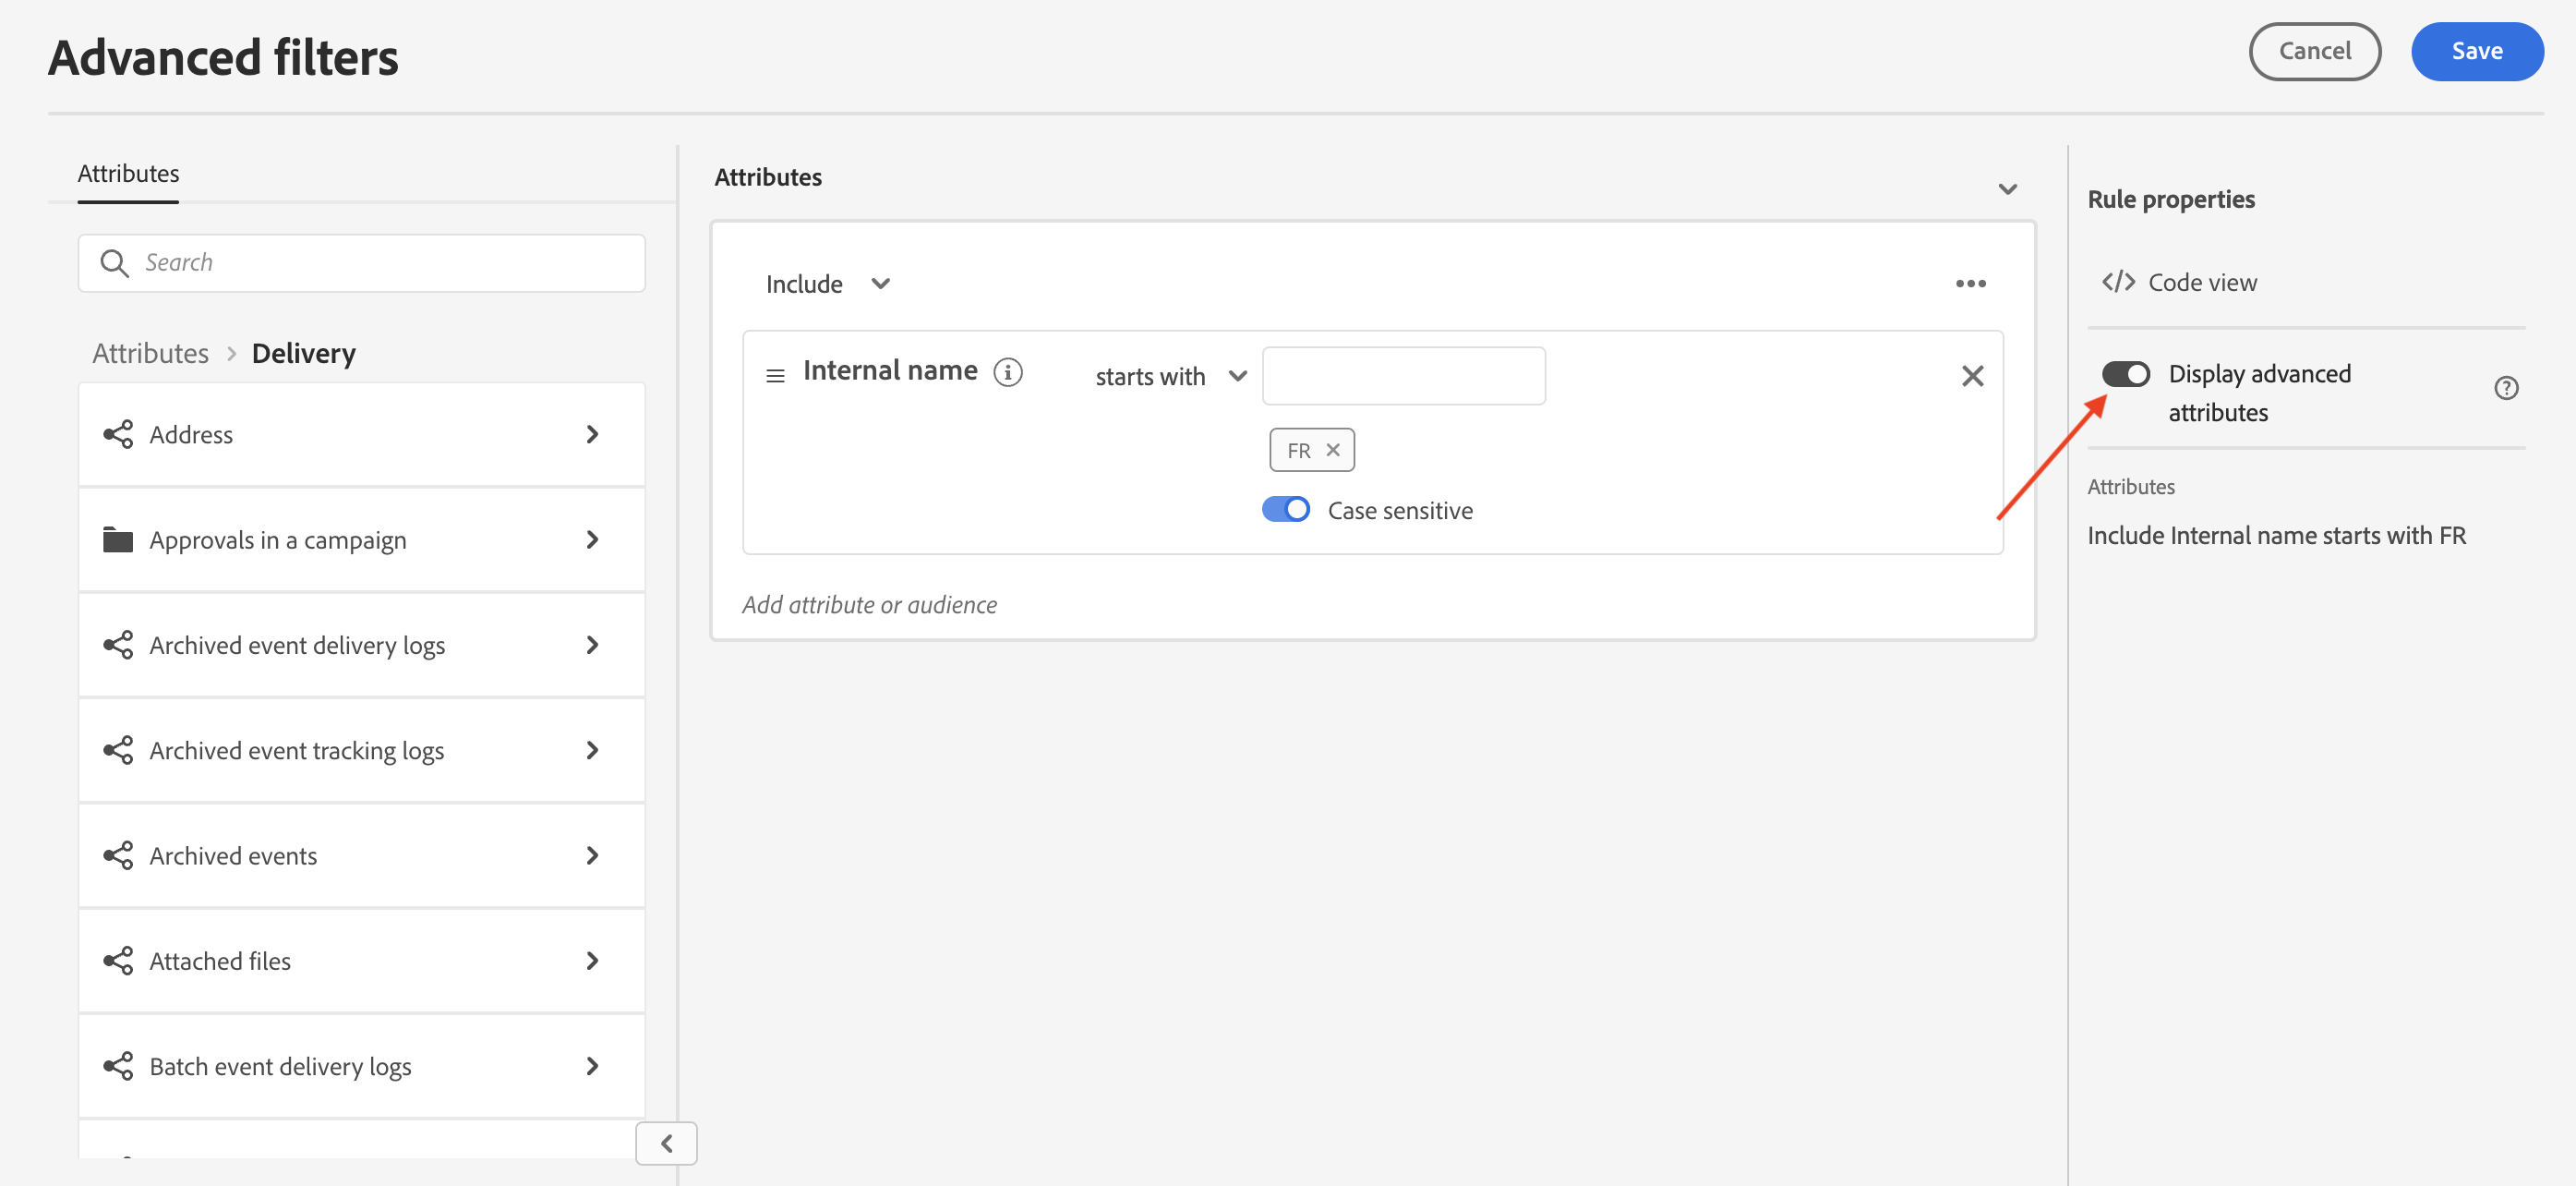 Advanced filters
Cancel
Save
Attributes
Search
Attributes > Delivery
Address
Approvals in a campaign
Archived event delivery logs
Archived event tracking logs
Archived events
Attached files
Batch event delivery logs
Attributes
Include
Internal name
starts with
FR
Case sensitive
Add attribute or audience
Rule properties
</> Code view
Display advanced
attributes
Attributes
Include Internal name starts with FR